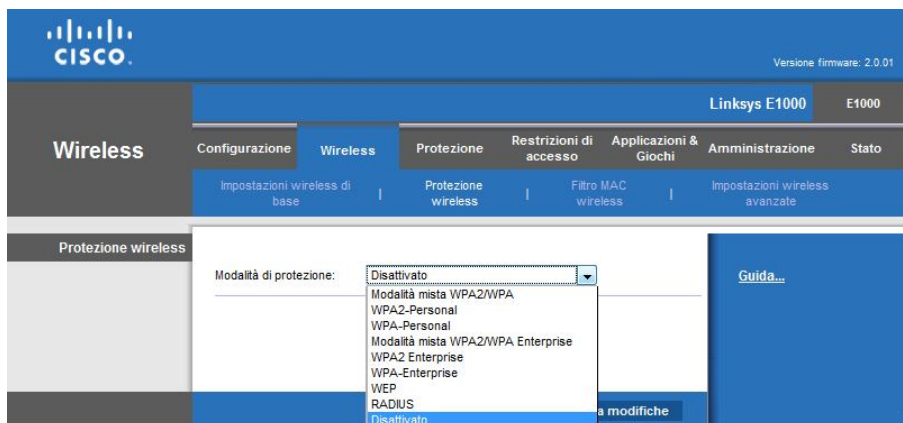 CISCO.
Versione firmware: 2.0.01
Linksys E1000 E1000
Wireless
Configurazione Wireless Protezione Restrizioni di accesso Applicazioni & Giochi Amministrazione Stato
Impostazioni wireless di base | Protezione wireless | Filtro MAC wireless | Impostazioni wireless avanzate
Protezione wireless
Modalità di protezione: Disattivato
Guida...
Modalità mista WPA2/WPA
WPA2-Personal
WPA-Personal
Modalità mista WPA2/WPA Enterprise
WPA2 Enterprise
WPA-Enterprise
WEP
RADIUS
Disattivato
a modifiche